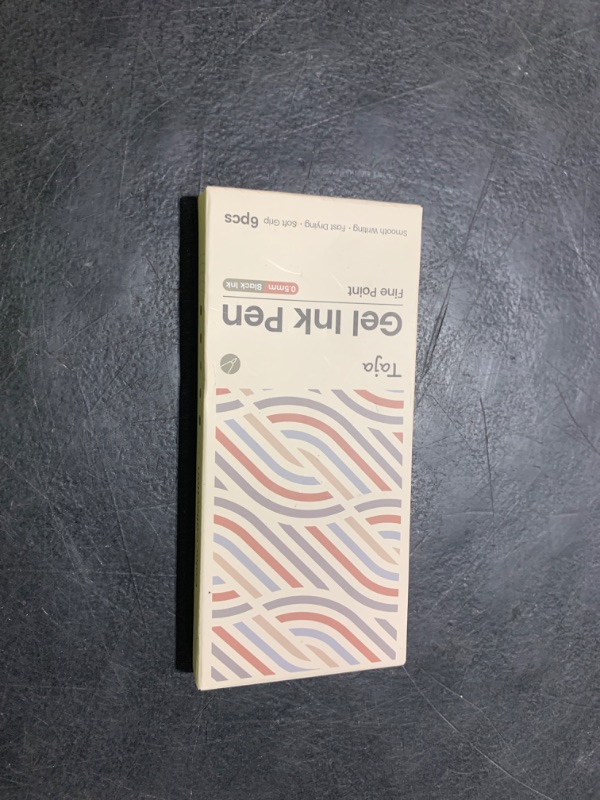 Taja
Gel Ink Pen
Fine Point 0.5mm Black Ink
Smooth Writing • Fast Drying • Soft Grip 6pcs